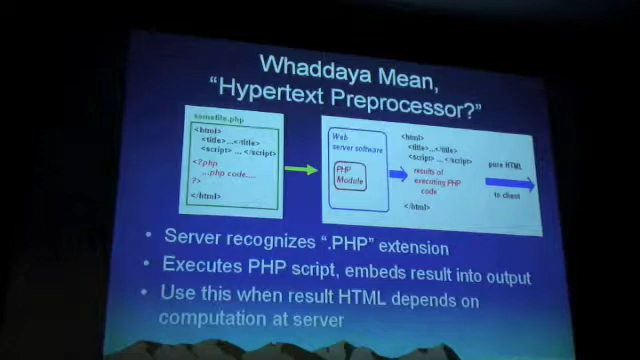 Whaddaya Mean,
"Hypertext Preprocessor?"
somefile.php
<html>
<title>...</title>
<script> ... </script>
<?php
...php code....
?>
</html>
Web
server software
PHP
Module
<html>
<title>...</title>
<script> ... </script>
results of
executing PHP
code
</html>
pure HTML
to client
• Server recognizes ".PHP" extension
• Executes PHP script, embeds result into output
• Use this when result HTML depends on
computation at server